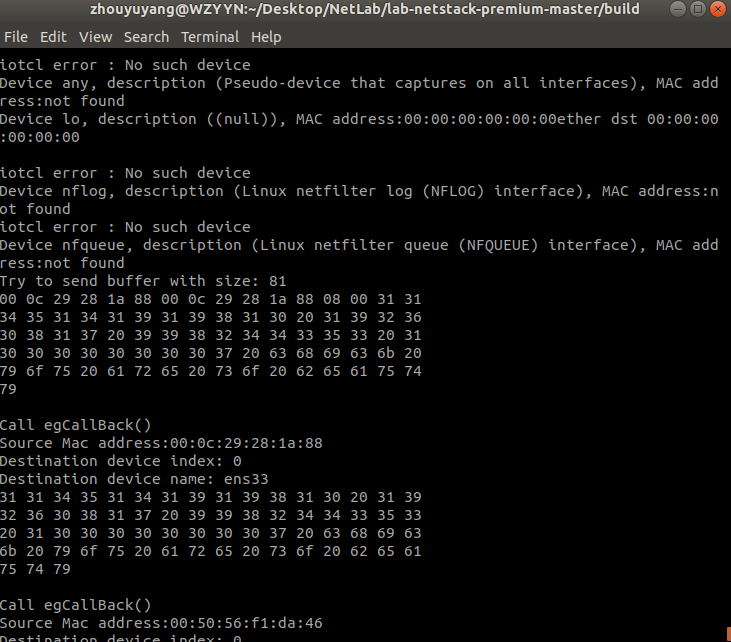 zhouyuyang@WZYYN:~/Desktop/NetLab/lab-netstack-premium-master/build
File Edit View Search Terminal Help
iotcl error : No such device
Device any, description (Pseudo-device that captures on all interfaces), MAC add
ress:not found
Device lo, description ((null)), MAC address:00:00:00:00:00:00ether dst 00:00:00
:00:00:00
iotcl error : No such device
Device nflog, description (Linux netfilter log (NFLOG) interface), MAC address:n
ot found
iotcl error : No such device
Device nfqueue, description (Linux netfilter queue (NFQUEUE) interface), MAC add
ress:not found
Try to send buffer with size: 81
00 0c 29 28 1a 88 00 0c 29 28 1a 88 08 00 31 31
34 35 31 34 31 39 31 39 38 31 30 20 31 39 32 36
30 38 31 37 20 39 39 38 32 34 34 33 35 33 20 31
30 30 30 30 30 30 30 30 37 20 63 68 69 63 6b 20
79 6f 75 20 61 72 65 20 73 6f 20 62 65 61 75 74
79
Call egCallBack()
Source Mac address:00:0c:29:28:1a:88
Destination device index: 0
Destination device name: ens33
31 31 34 35 31 34 31 39 31 39 38 31 30 20 31 39
32 36 30 38 31 37 20 39 39 38 32 34 34 33 35 33
20 31 30 30 30 30 30 30 30 30 37 20 63 68 69 63
6b 20 79 6f 75 20 61 72 65 20 73 6f 20 62 65 61
75 74 79
Call egCallBack()
Source Mac address:00:50:56:f1:da:46
Destination device index: 0